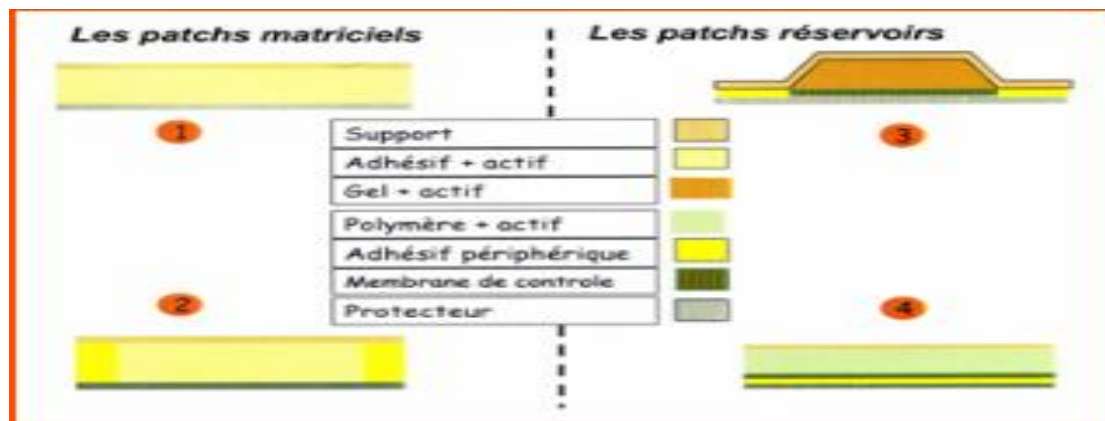 Les patchs matriciels
Les patchs réservoirs
1
3
Support
Adhésif + actif
Gel + actif
Polymère + actif
Adhésif périphérique
Membrane de controle
Protecteur
2
4